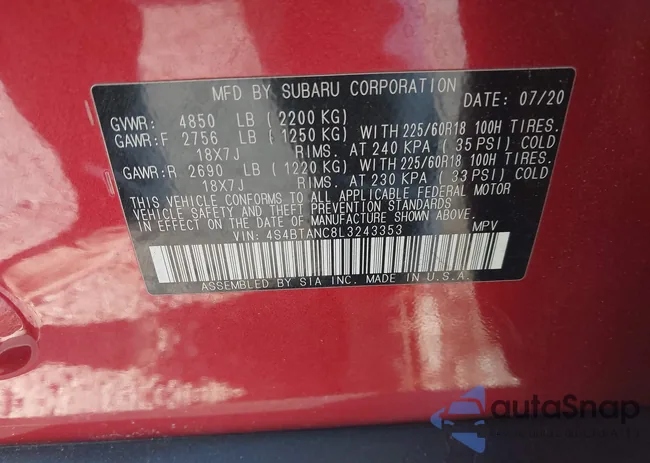 MFD BY SUBARU CORPORATION DATE: 07/20
GVWR: 4850 LB (2200 KG)
GAWR:F 2756 LB (1250 KG) WITH 225/60R18 100H TIRES.
18X7J RIMS. AT 240 KPA ( 35 PSI) COLD
GAWR:R 2690 LB (1220 KG) WITH 225/60R18 100H TIRES.
18X7J RIMS. AT 230 KPA ( 33 PSI) COLD
THIS VEHICLE CONFORMS TO ALL APPLICABLE FEDERAL MOTOR
VEHICLE SAFETY AND THEFT PREVENTION STANDARDS
IN EFFECT ON THE DATE OF MANUFACTURE SHOWN ABOVE.
VIN: 4S4BTANC8L3243353 MPV
ASSEMBLED BY SIA INC. MADE IN U.S.A.
autoSnap